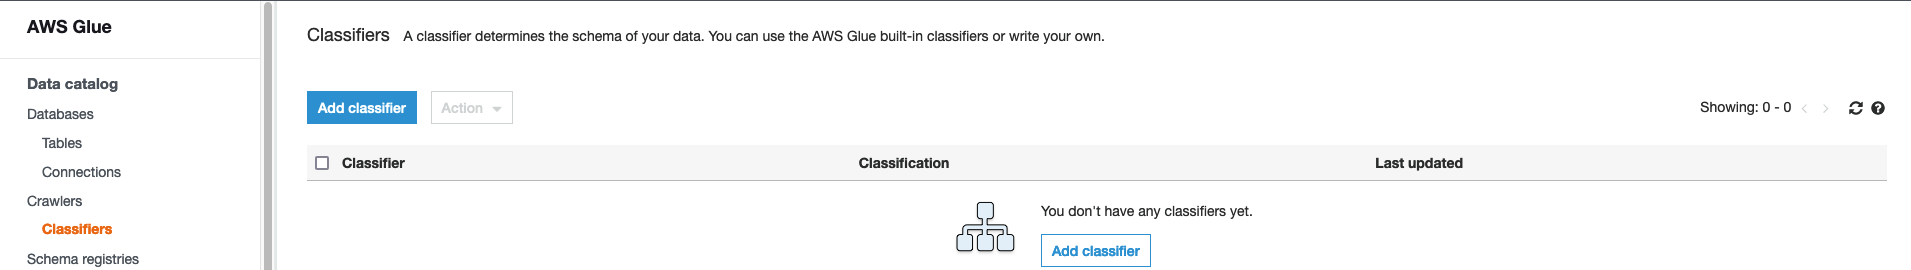 AWS Glue
Data catalog
Databases
Tables
Connections
Crawlers
Classifiers
Schema registries
Classifiers A classifier determines the schema of your data. You can use the AWS Glue built-in classifiers or write your own.
Add classifier Action Showing: 0 - 0
Classifier Classification Last updated
You don't have any classifiers yet.
Add classifier